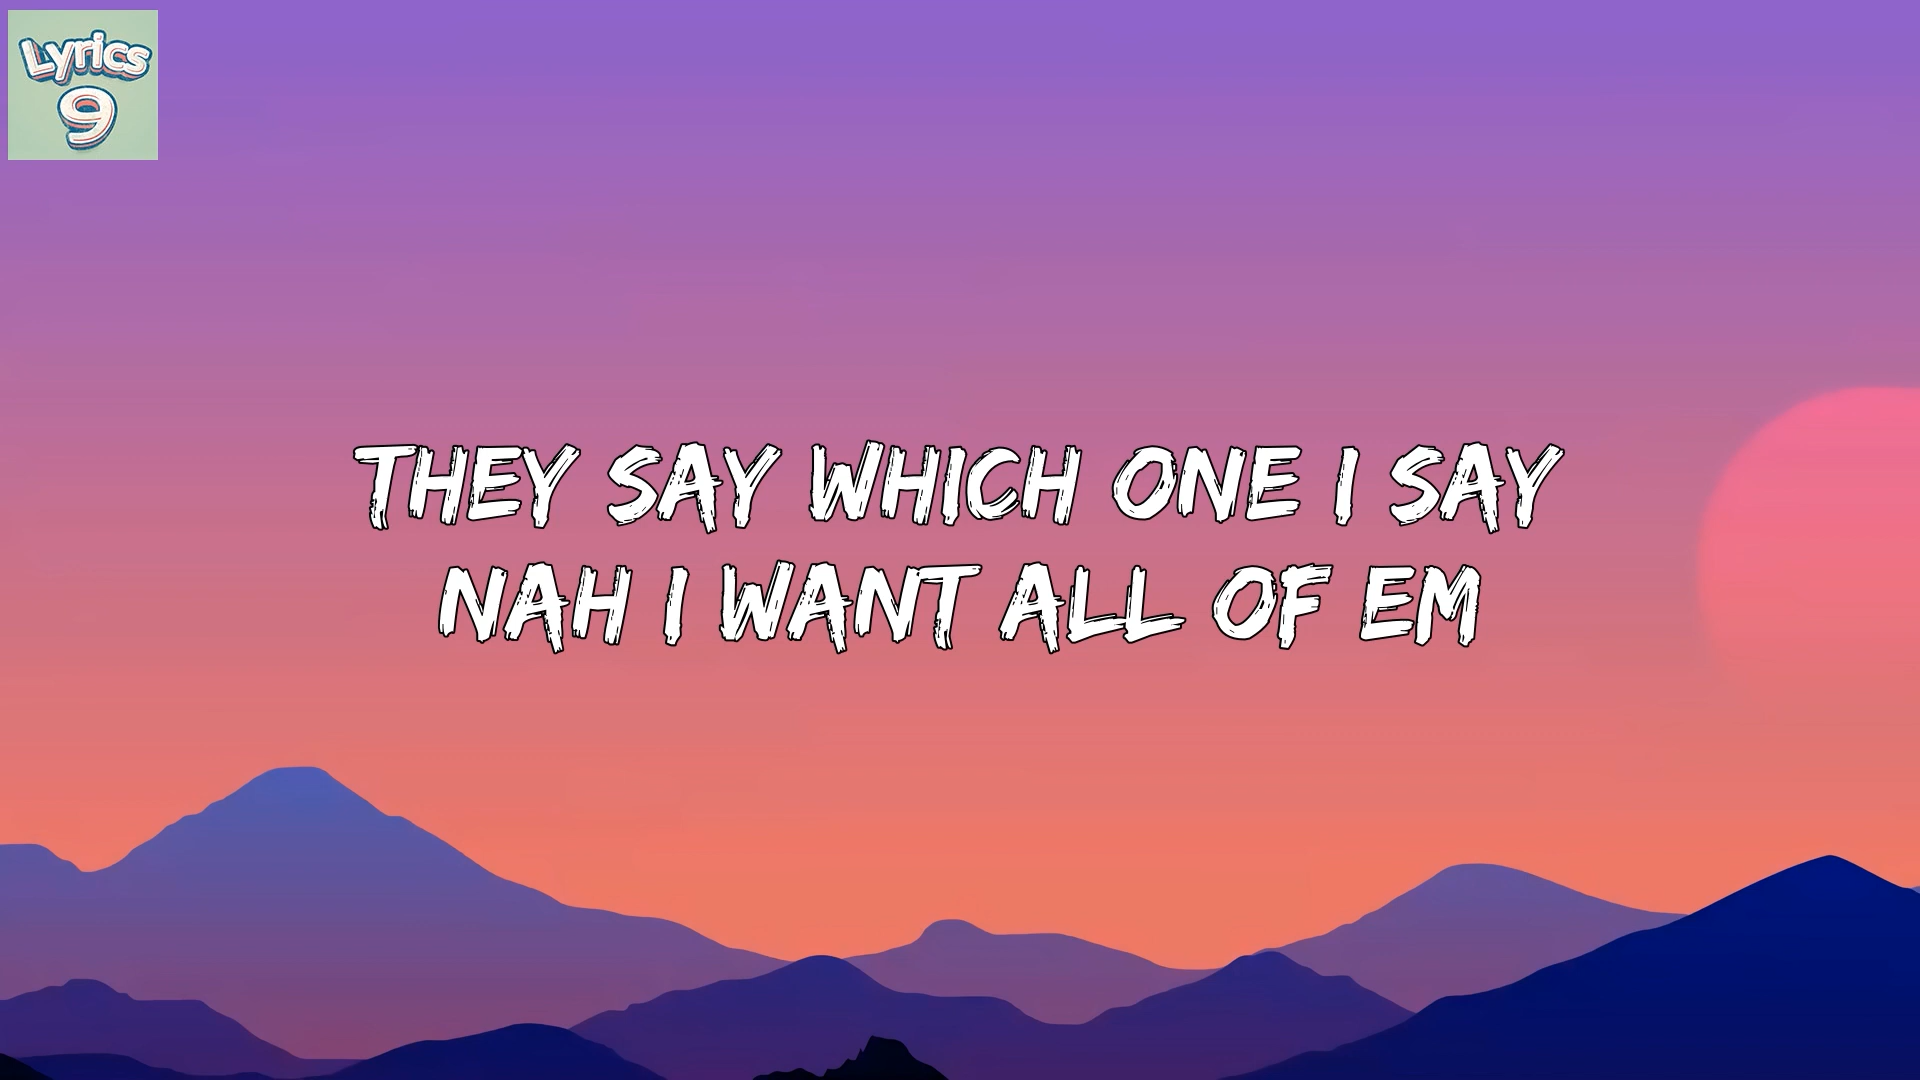 Lyrics
9
THEY SAY WHICH ONE I SAY
NAH I WANT ALL OF EM